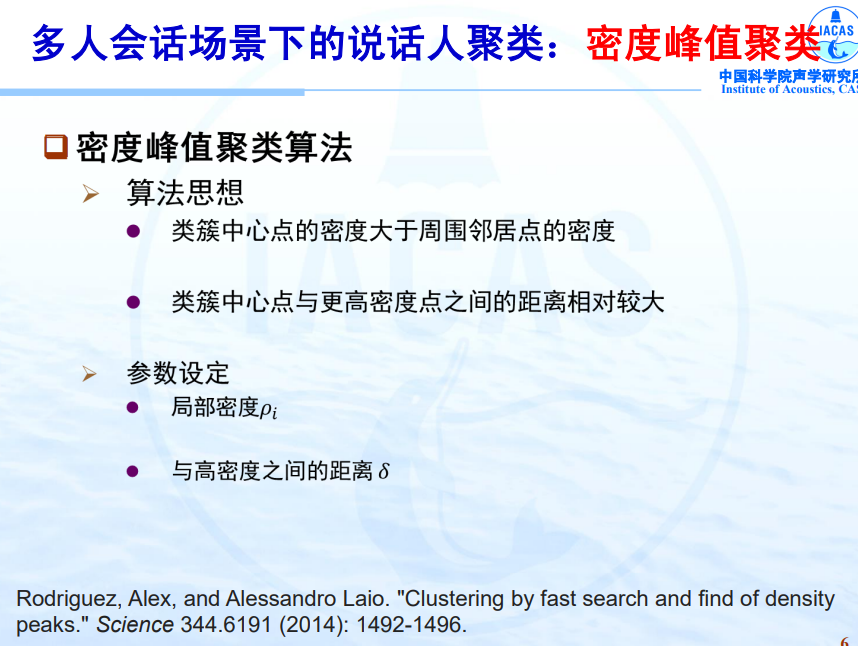 多人会话场景下的说话人聚类：密度峰值聚类
IACAS
中国科学院声学研究所
Institute of Acoustics, CAS
密度峰值聚类算法
算法思想
类簇中心点的密度大于周围邻居点的密度
类簇中心点与更高密度点之间的距离相对较大
参数设定
局部密度ρᵢ
与高密度之间的距离 δ
IACAS
Rodriguez, Alex, and Alessandro Laio. "Clustering by fast search and find of density
peaks." Science 344.6191 (2014): 1492-1496.
6